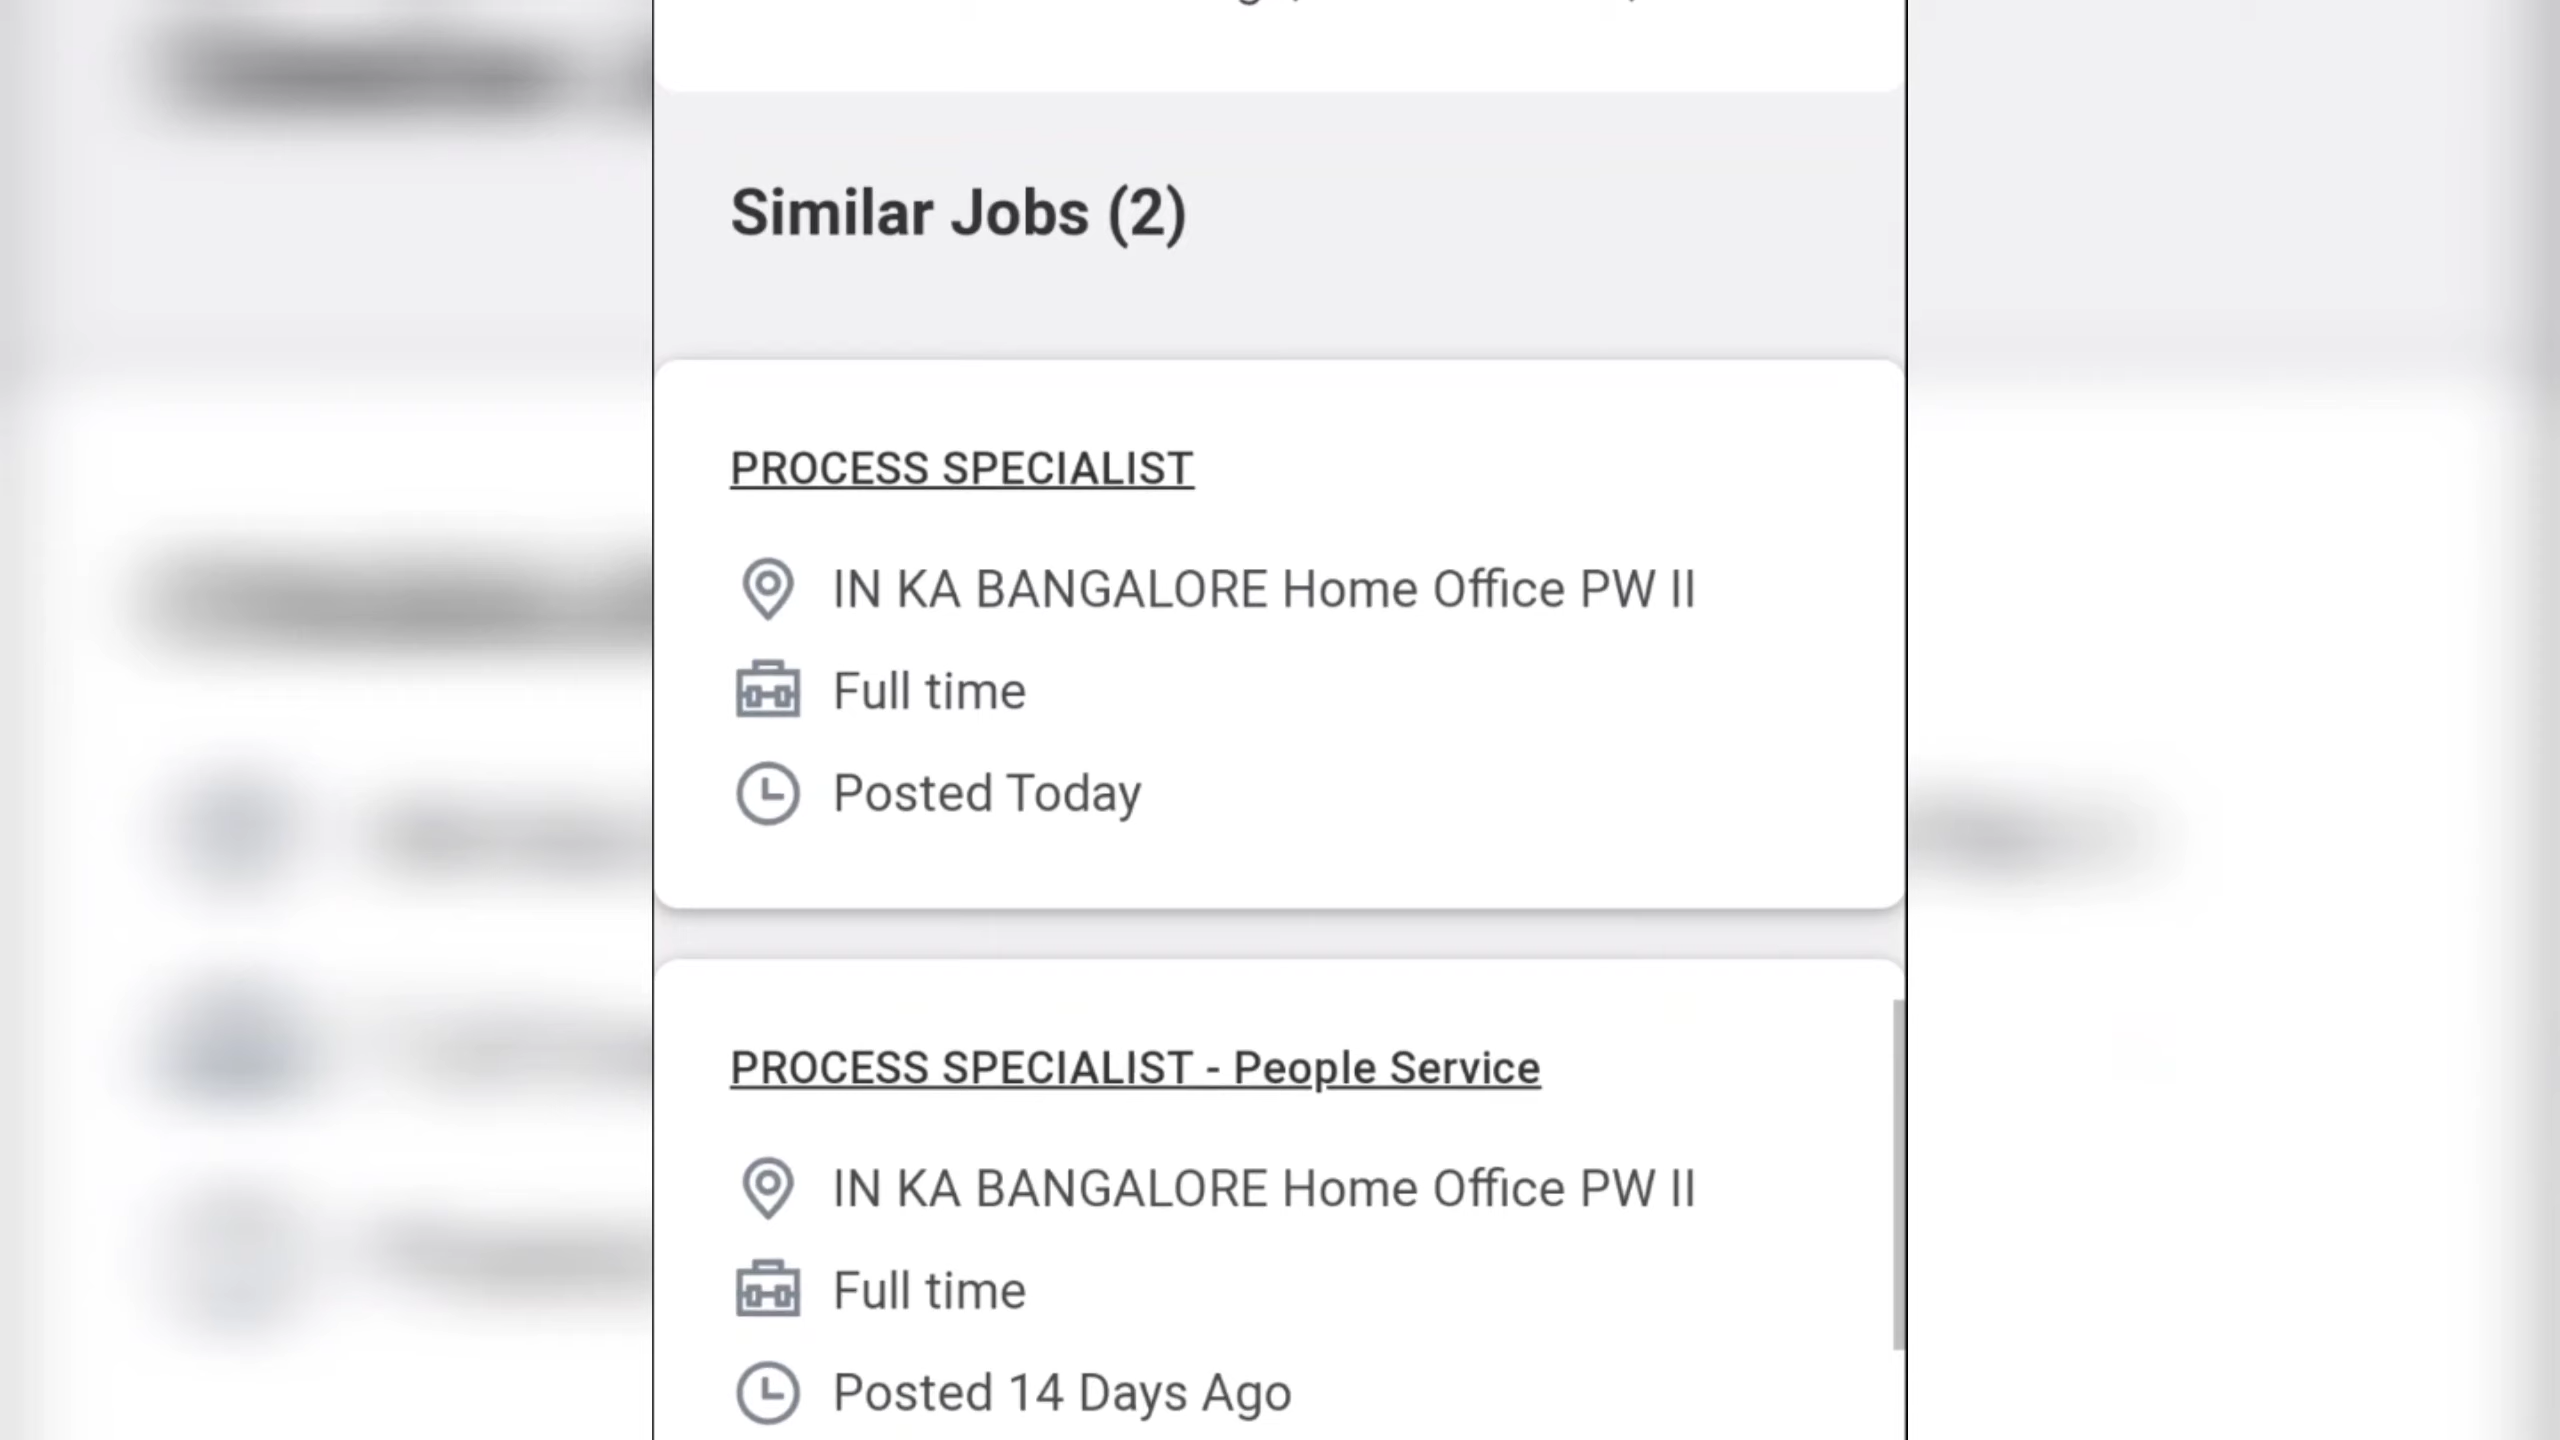 Similar Jobs (2)
PROCESS SPECIALIST
IN KA BANGALORE Home Office PW II
Full time
Posted Today
PROCESS SPECIALIST - People Service
IN KA BANGALORE Home Office PW II
Full time
Posted 14 Days Ago